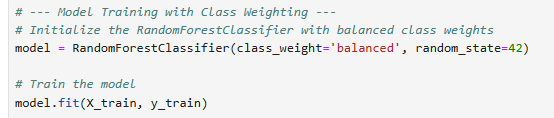 # --- Model Training with Class Weighting ---
# Initialize the RandomForestClassifier with balanced class weights
model = RandomForestClassifier(class_weight='balanced', random_state=42)
# Train the model
model.fit(X_train, y_train)